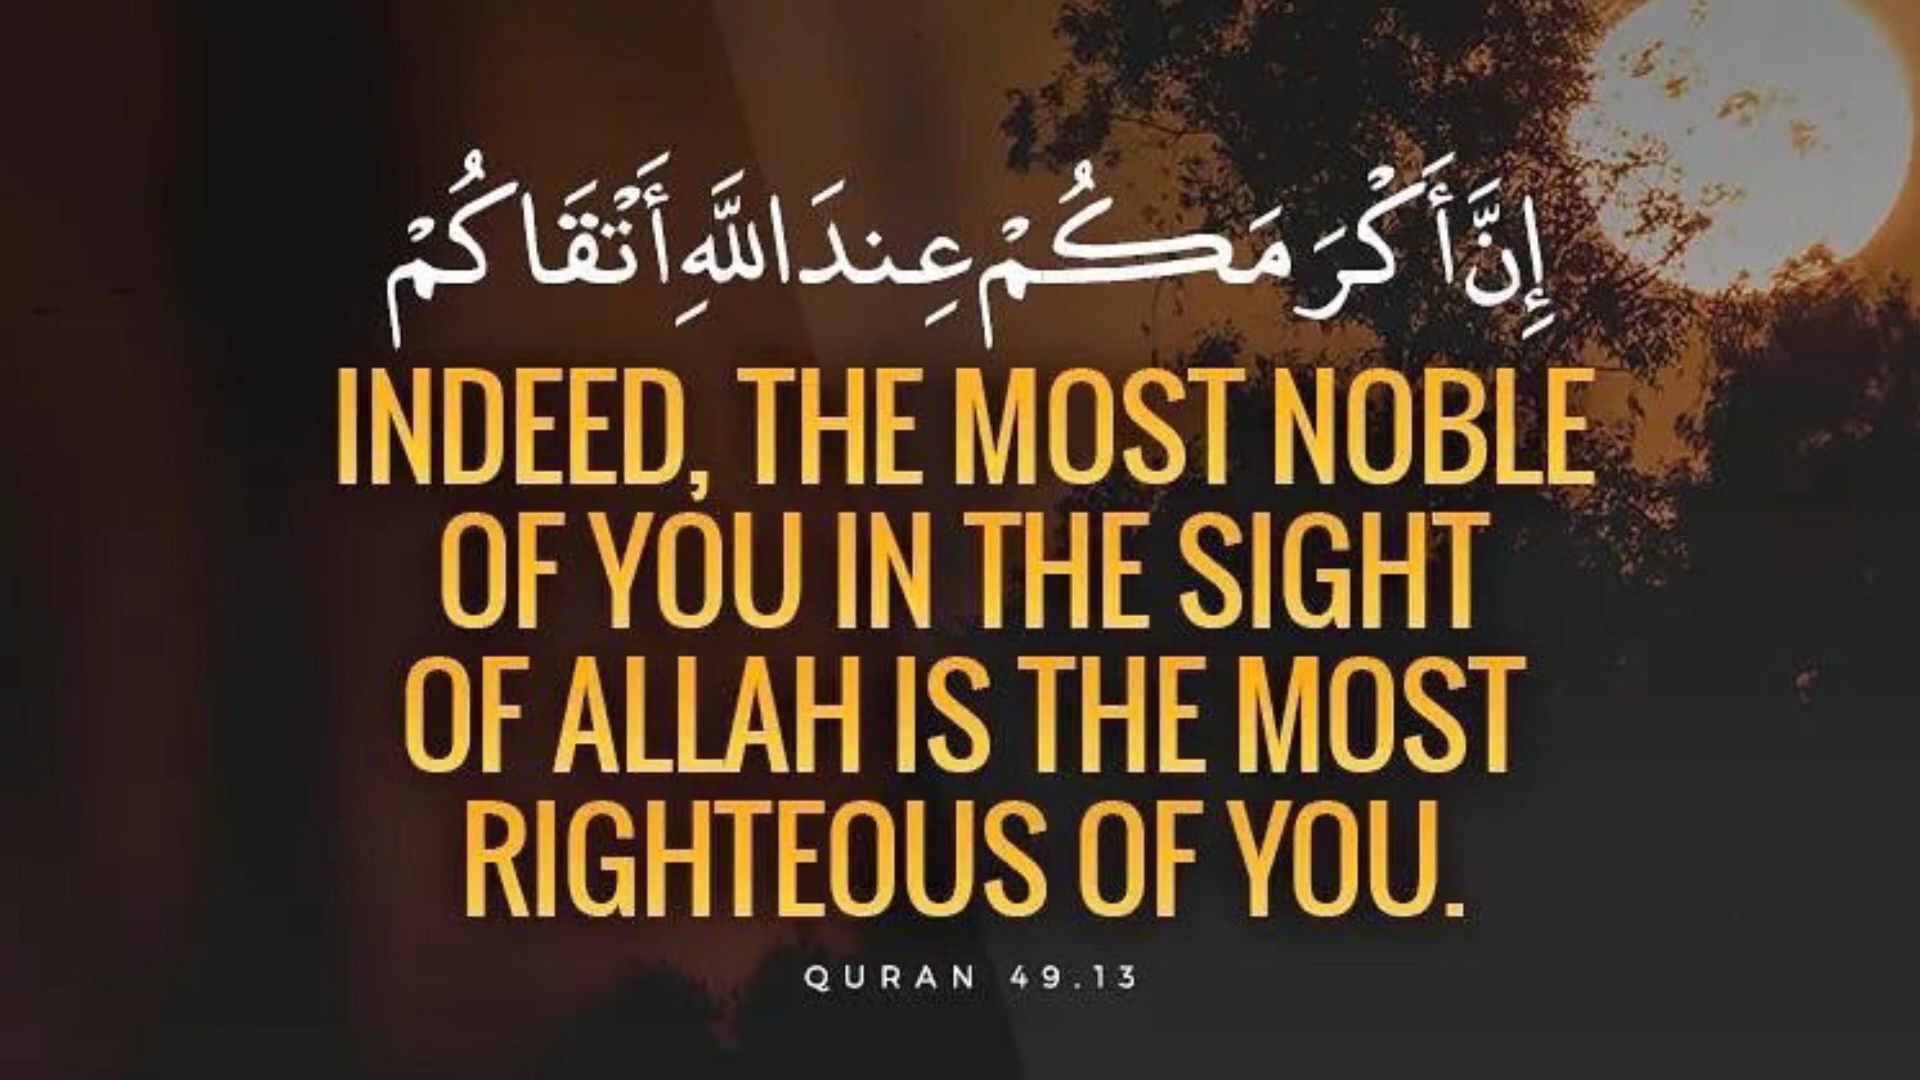 إِنَّ أَكْرَمَكُمْ عِندَ اللَّهِ أَتْقَاكُمْ
INDEED, THE MOST NOBLE
OF YOU IN THE SIGHT
OF ALLAH IS THE MOST
RIGHTEOUS OF YOU.
QURAN 49.13